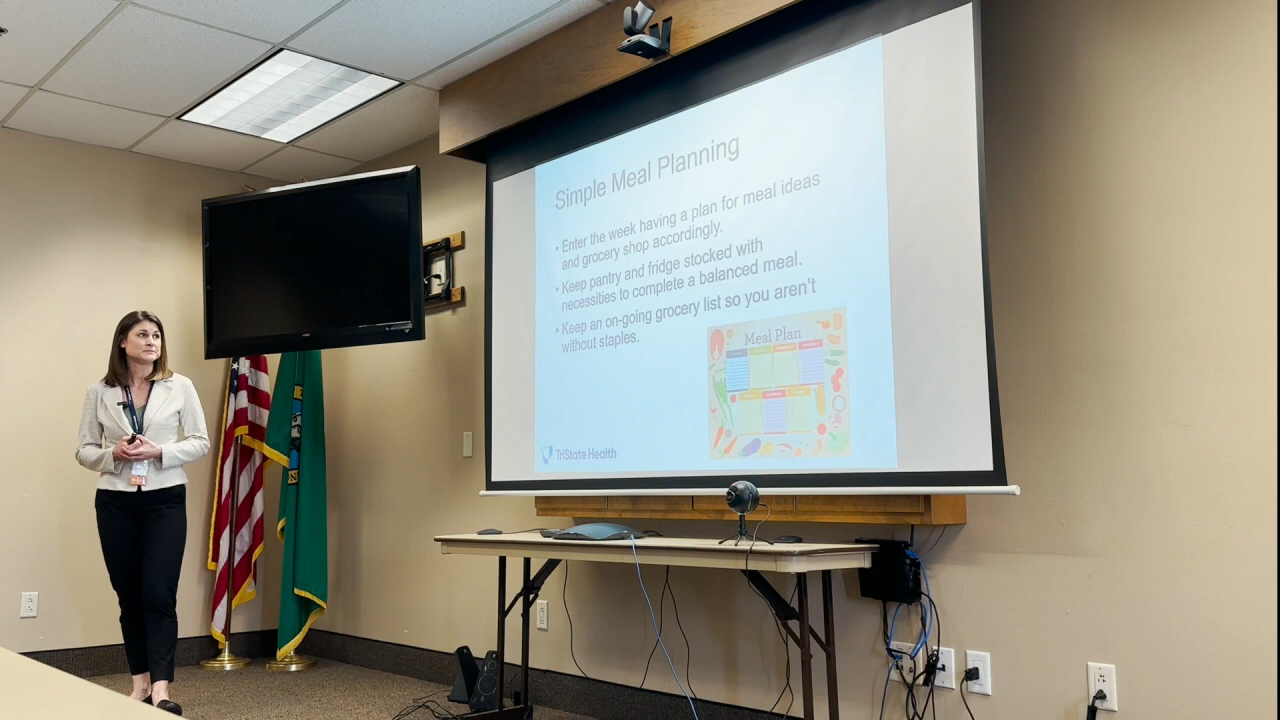 Simple Meal Planning
• Enter the week having a plan for meal ideas
and grocery shop accordingly.
• Keep pantry and fridge stocked with
necessities to complete a balanced meal.
• Keep an on-going grocery list so you aren't
without staples.
Meal Plan
TriState Health